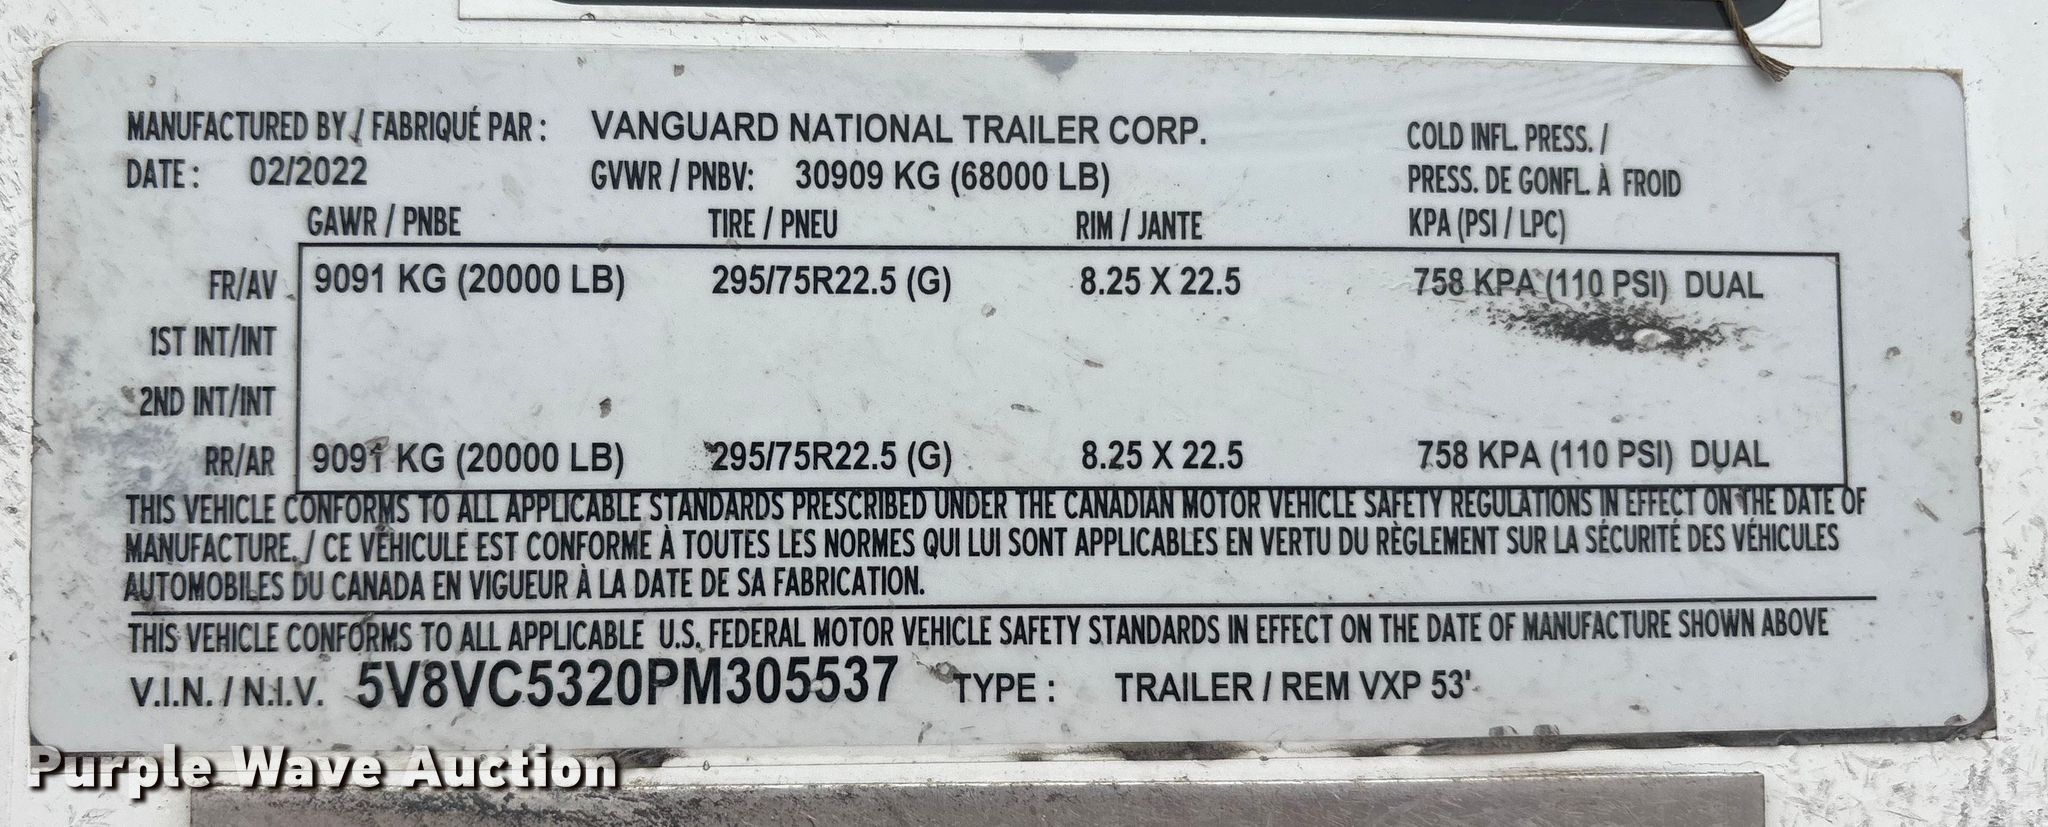 MANUFACTURED BY / FABRIQUÉ PAR : VANGUARD NATIONAL TRAILER CORP.
DATE : 02/2022 GVWR / PNBV: 30909 KG (68000 LB)
COLD INFL. PRESS. /
PRESS. DE GONFL. À FROID
KPA (PSI / LPC)
GAWR / PNBE TIRE / PNEU RIM / JANTE
FR/AV 9091 KG (20000 LB) 295/75R22.5 (G) 8.25 X 22.5 758 KPA (110 PSI) DUAL
1ST INT/INT
2ND INT/INT
RR/AR 9091 KG (20000 LB) 295/75R22.5 (G) 8.25 X 22.5 758 KPA (110 PSI) DUAL
THIS VEHICLE CONFORMS TO ALL APPLICABLE STANDARDS PRESCRIBED UNDER THE CANADIAN MOTOR VEHICLE SAFETY REGULATIONS IN EFFECT ON THE DATE OF
MANUFACTURE. / CE VÉHICULE EST CONFORME À TOUTES LES NORMES QUI LUI SONT APPLICABLES EN VERTU DU RÈGLEMENT SUR LA SÉCURITÉ DES VÉHICULES
AUTOMOBILES DU CANADA EN VIGUEUR À LA DATE DE SA FABRICATION.
THIS VEHICLE CONFORMS TO ALL APPLICABLE U.S. FEDERAL MOTOR VEHICLE SAFETY STANDARDS IN EFFECT ON THE DATE OF MANUFACTURE SHOWN ABOVE
V.I.N. / N.I.V. 5V8VC5320PM305537 TYPE : TRAILER / REM VXP 53'
Purple Wave Auction